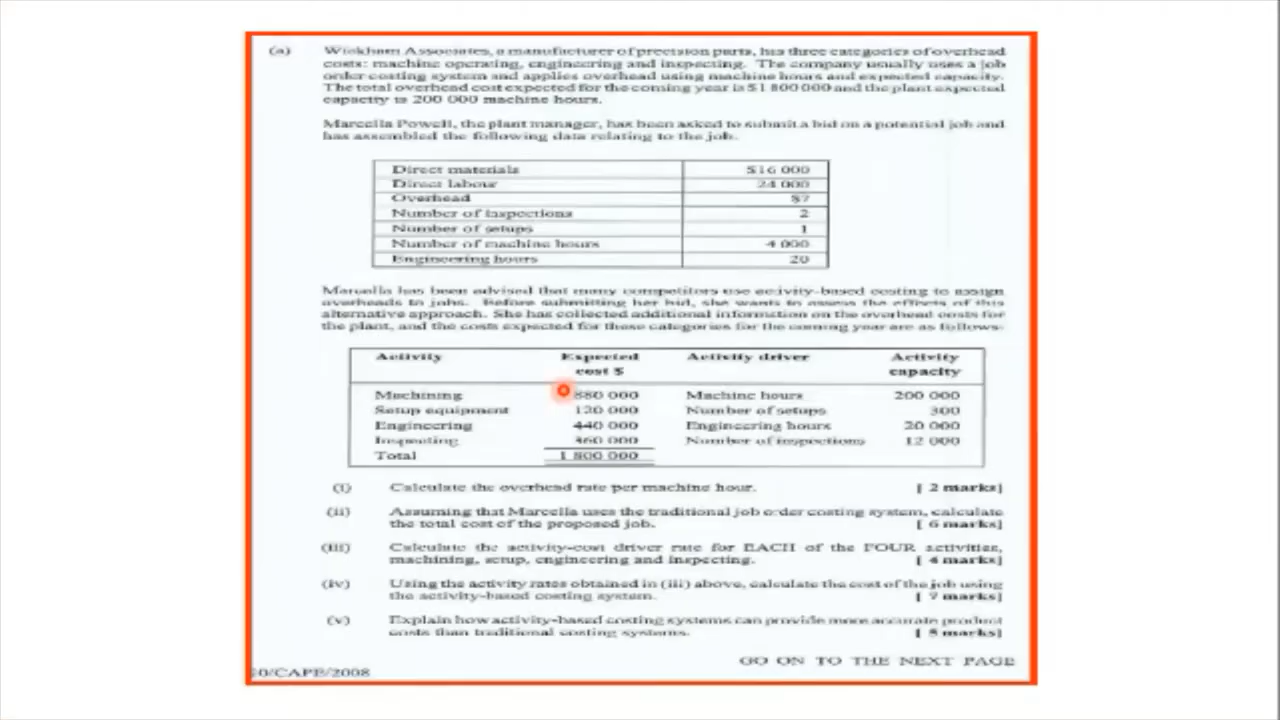 (a) Wickham Associates, a manufacturer of precision parts, has three categories of overhead
costs: machine operating, engineering and inspecting. The company usually uses a job
order costing system and applies overhead using machine hours and expected capacity.
The total overhead cost expected for the coming year is $1 800 000 and the plant expected
capacity is 200 000 machine hours.
Marcella Powell, the plant manager, has been asked to submit a bid on a potential job and
has assembled the following data relating to the job.
Direct materials $16 000
Direct labour 24 000
Overhead $?
Number of inspections 2
Number of setups 1
Number of machine hours 4 000
Engineering hours 20
Marcella has been advised that many competitors use activity-based costing to assign
overheads to jobs. Before submitting her bid, she wants to assess the effects of this
alternative approach. She has collected additional information on the overhead costs for
the plant, and the costs expected for these categories for the coming year are as follows:
Activity Expected cost $ Activity driver Activity capacity
Machining 880 000 Machine hours 200 000
Setup equipment 120 000 Number of setups 300
Engineering 440 000 Engineering hours 20 000
Inspecting 360 000 Number of inspections 12 000
Total 1 800 000
(i) Calculate the overhead rate per machine hour. [ 2 marks]
(ii) Assuming that Marcella uses the traditional job order costing system, calculate
the total cost of the proposed job. [ 6 marks]
(iii) Calculate the activity-cost driver rate for EACH of the FOUR activities,
machining, setup, engineering and inspecting. [ 4 marks]
(iv) Using the activity rates obtained in (iii) above, calculate the cost of the job using
the activity-based costing system. [ 7 marks]
(v) Explain how activity-based costing systems can provide more accurate product
costs than traditional costing systems. [ 5 marks]
GO ON TO THE NEXT PAGE
0/CAPE/2008